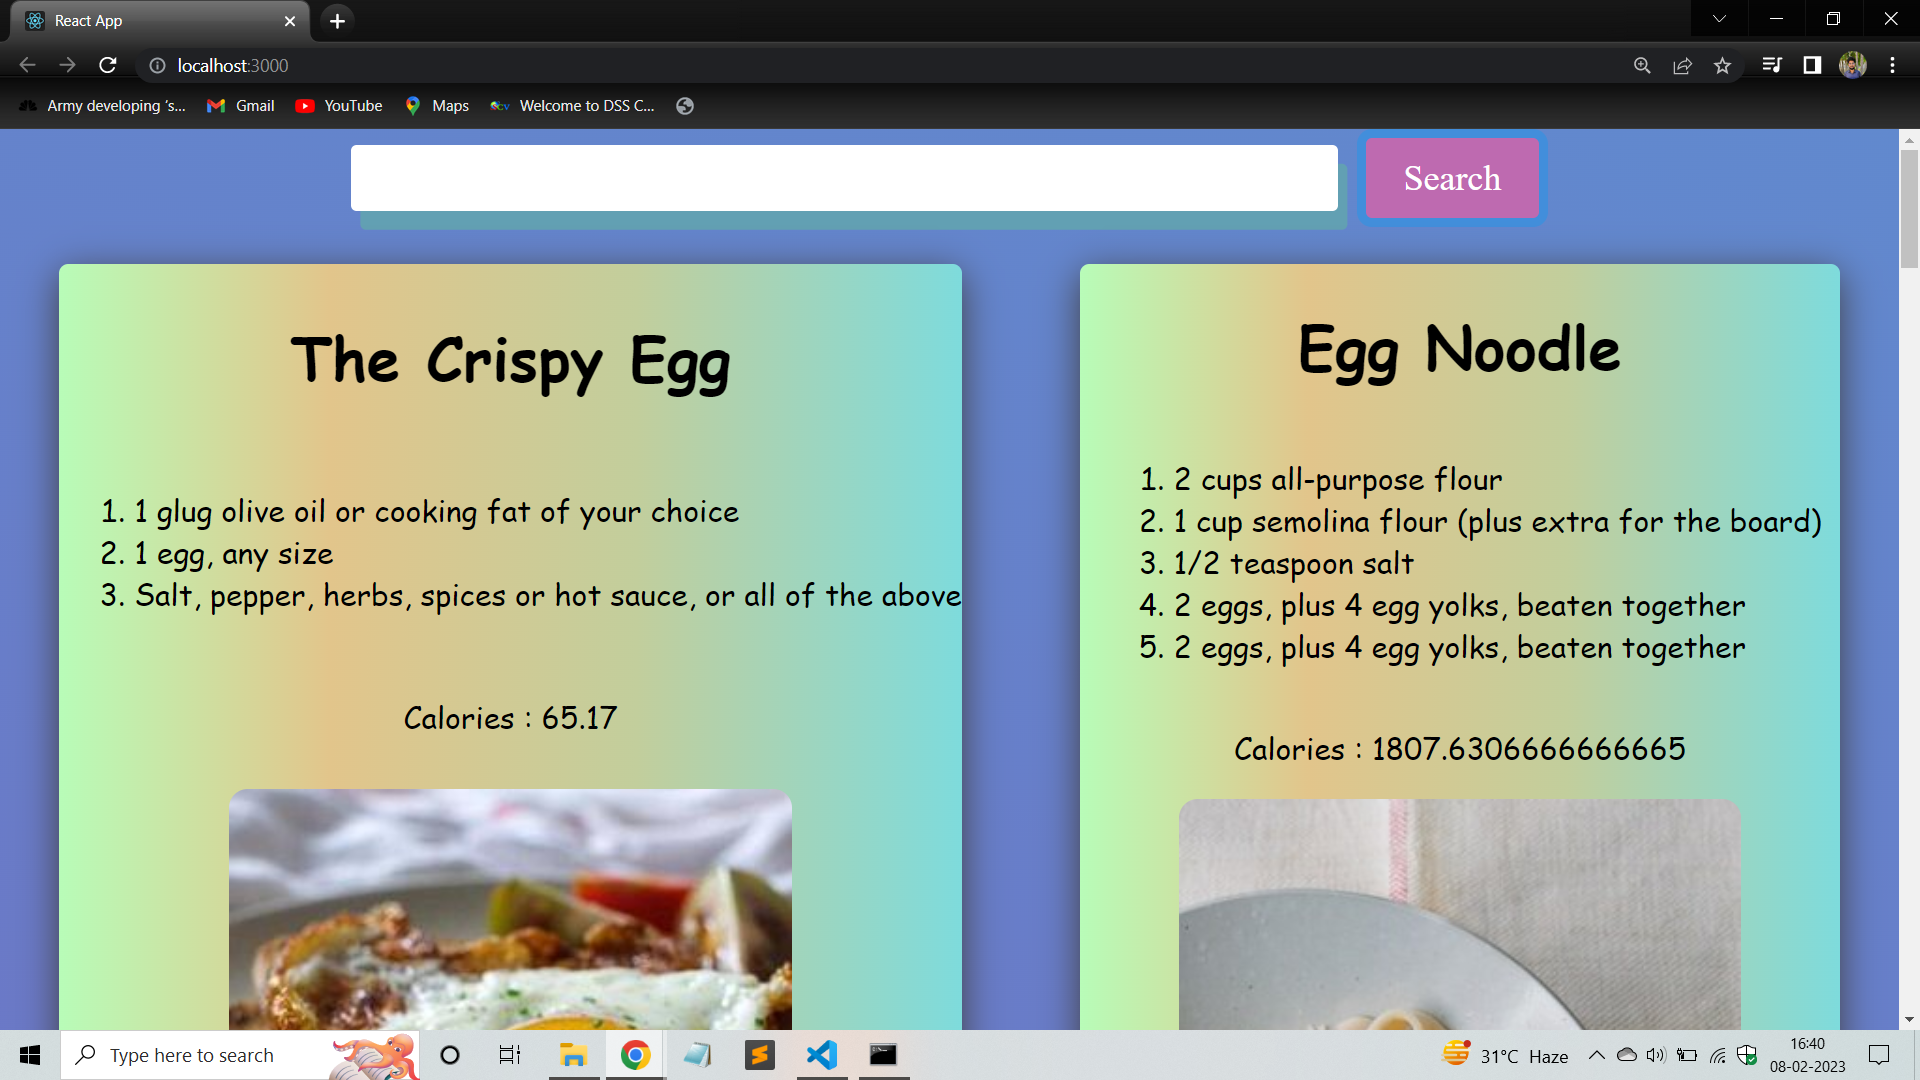 React App
localhost:3000
Army developing ‘s...
Gmail
YouTube
Maps
Welcome to DSS C...
Search
The Crispy Egg
1. 1 glug olive oil or cooking fat of your choice
2. 1 egg, any size
3. Salt, pepper, herbs, spices or hot sauce, or all of the above
Calories : 65.17
Egg Noodle
1. 2 cups all-purpose flour
2. 1 cup semolina flour (plus extra for the board)
3. 1/2 teaspoon salt
4. 2 eggs, plus 4 egg yolks, beaten together
5. 2 eggs, plus 4 egg yolks, beaten together
Calories : 1807.6306666666665
Type here to search
31°C Haze
16:40
08-02-2023